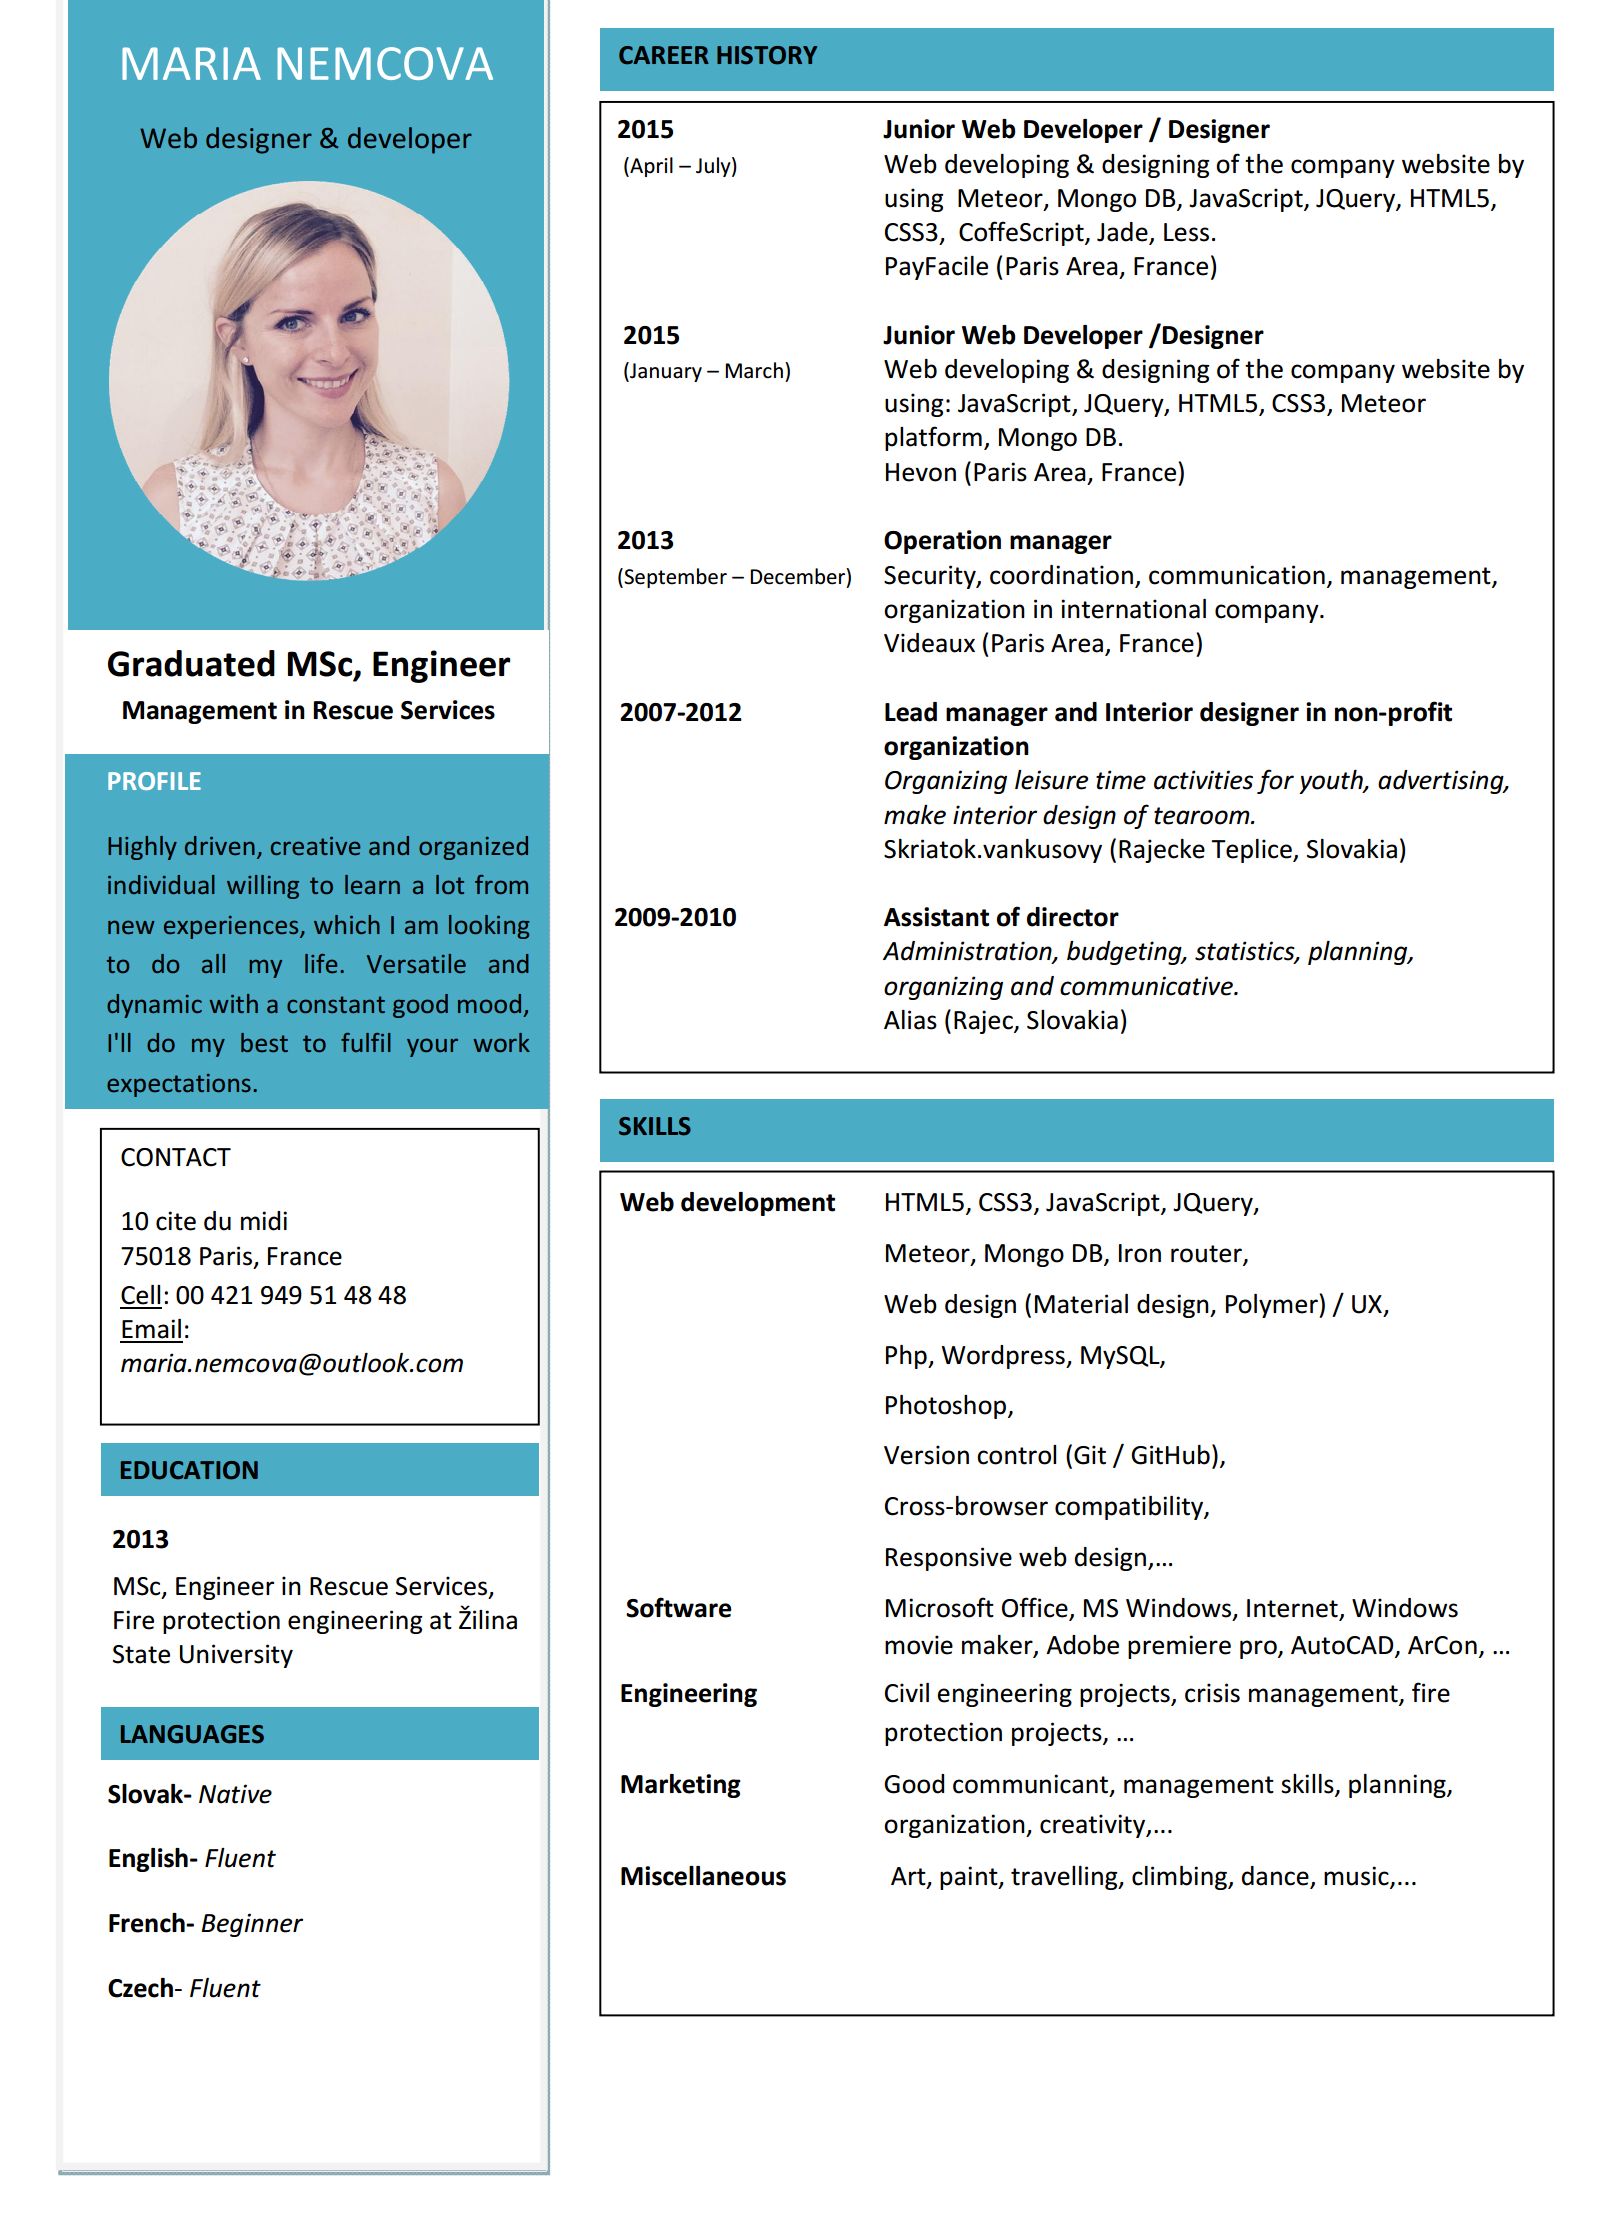 MARIA NEMCOVA
Web designer & developer
Graduated MSc, Engineer
Management in Rescue Services
PROFILE
Highly driven, creative and organized
individual willing to learn a lot from
new experiences, which I am looking
to do all my life. Versatile and
dynamic with a constant good mood,
I'll do my best to fulfil your work
expectations.
CONTACT
10 cite du midi
75018 Paris, France
Cell: 00 421 949 51 48 48
Email:
maria.nemcova@outlook.com
EDUCATION
2013
MSc, Engineer in Rescue Services,
Fire protection engineering at Žilina
State University
LANGUAGES
Slovak- Native
English- Fluent
French- Beginner
Czech- Fluent
CAREER HISTORY
2015 Junior Web Developer / Designer
(April – July) Web developing & designing of the company website by
using Meteor, Mongo DB, JavaScript, JQuery, HTML5,
CSS3, CoffeScript, Jade, Less.
PayFacile (Paris Area, France)
2015 Junior Web Developer /Designer
(January – March) Web developing & designing of the company website by
using: JavaScript, JQuery, HTML5, CSS3, Meteor
platform, Mongo DB.
Hevon (Paris Area, France)
2013 Operation manager
(September – December) Security, coordination, communication, management,
organization in international company.
Videaux (Paris Area, France)
2007-2012 Lead manager and Interior designer in non-profit
organization
Organizing leisure time activities for youth, advertising,
make interior design of tearoom.
Skriatok.vankusovy (Rajecke Teplice, Slovakia)
2009-2010 Assistant of director
Administration, budgeting, statistics, planning,
organizing and communicative.
Alias (Rajec, Slovakia)
SKILLS
Web development HTML5, CSS3, JavaScript, JQuery,
Meteor, Mongo DB, Iron router,
Web design (Material design, Polymer) / UX,
Php, Wordpress, MySQL,
Photoshop,
Version control (Git / GitHub),
Cross-browser compatibility,
Responsive web design,...
Software Microsoft Office, MS Windows, Internet, Windows
movie maker, Adobe premiere pro, AutoCAD, ArCon, ...
Engineering Civil engineering projects, crisis management, fire
protection projects, ...
Marketing Good communicant, management skills, planning,
organization, creativity,...
Miscellaneous Art, paint, travelling, climbing, dance, music,...